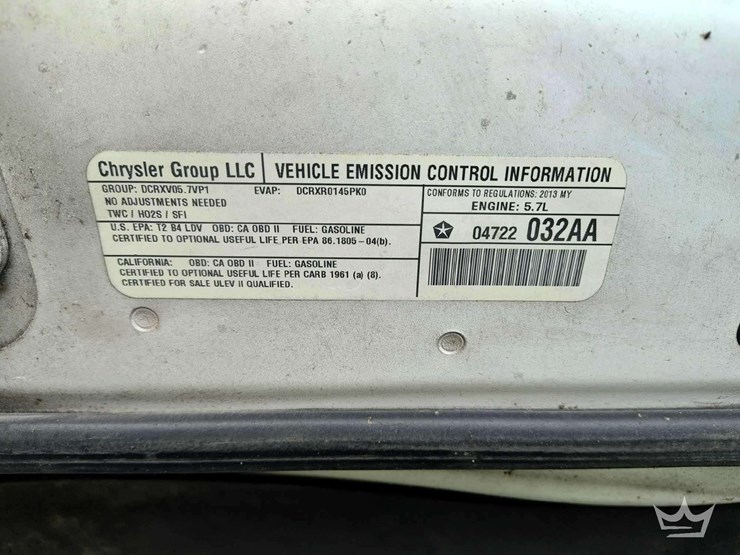 Chrysler Group LLC | VEHICLE EMISSION CONTROL INFORMATION
GROUP: DCRXV05.7VP1 EVAP: DCRXR0145PK0
NO ADJUSTMENTS NEEDED
TWC / HO2S / SFI
U.S. EPA: T2 B4 LDV OBD: CA OBD II FUEL: GASOLINE
CERTIFIED TO OPTIONAL USEFUL LIFE PER EPA 86.1805-04(b).
CALIFORNIA: OBD: CA OBD II FUEL: GASOLINE
CERTIFIED TO OPTIONAL USEFUL LIFE PER CARB 1961 (a) (8).
CERTIFIED FOR SALE ULEV II QUALIFIED.
CONFORMS TO REGULATIONS: 2013 MY
ENGINE: 5.7L
04722 032AA